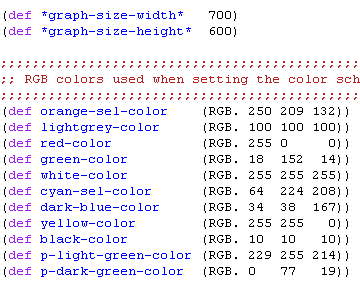 (def *graph-size-width*   700)
(def *graph-size-height*  600)
;;;;;;;;;;;;;;;;;;;;;;;;;;;;;;;;;;;;;;;;;;;;;
;; RGB colors used when setting the color sch
;;;;;;;;;;;;;;;;;;;;;;;;;;;;;;;;;;;;;;;;;;;;;
(def orange-sel-color    (RGB. 250 209 132))
(def lightgrey-color     (RGB. 100 100 100))
(def red-color           (RGB. 255 0     0))
(def green-color         (RGB. 18  152  14))
(def white-color         (RGB. 255 255 255))
(def cyan-sel-color      (RGB. 64  224 208))
(def dark-blue-color     (RGB. 34  38  167))
(def yellow-color        (RGB. 255 255   0))
(def black-color         (RGB. 10  10   10))
(def p-light-green-color (RGB. 229 255 214))
(def p-dark-green-color  (RGB. 0   77   19))